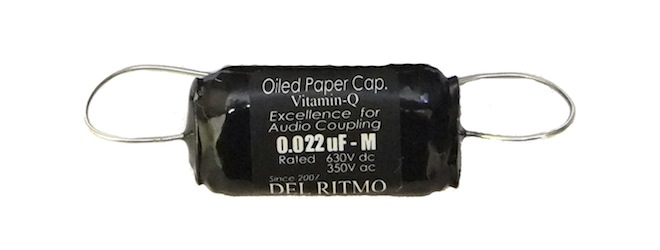 Oiled Paper Cap.
Vitamin-Q
Excellence for
Audio Coupling
0.022uF - M
Rated 630V dc
350V ac
Since 2007
DEL RITMO